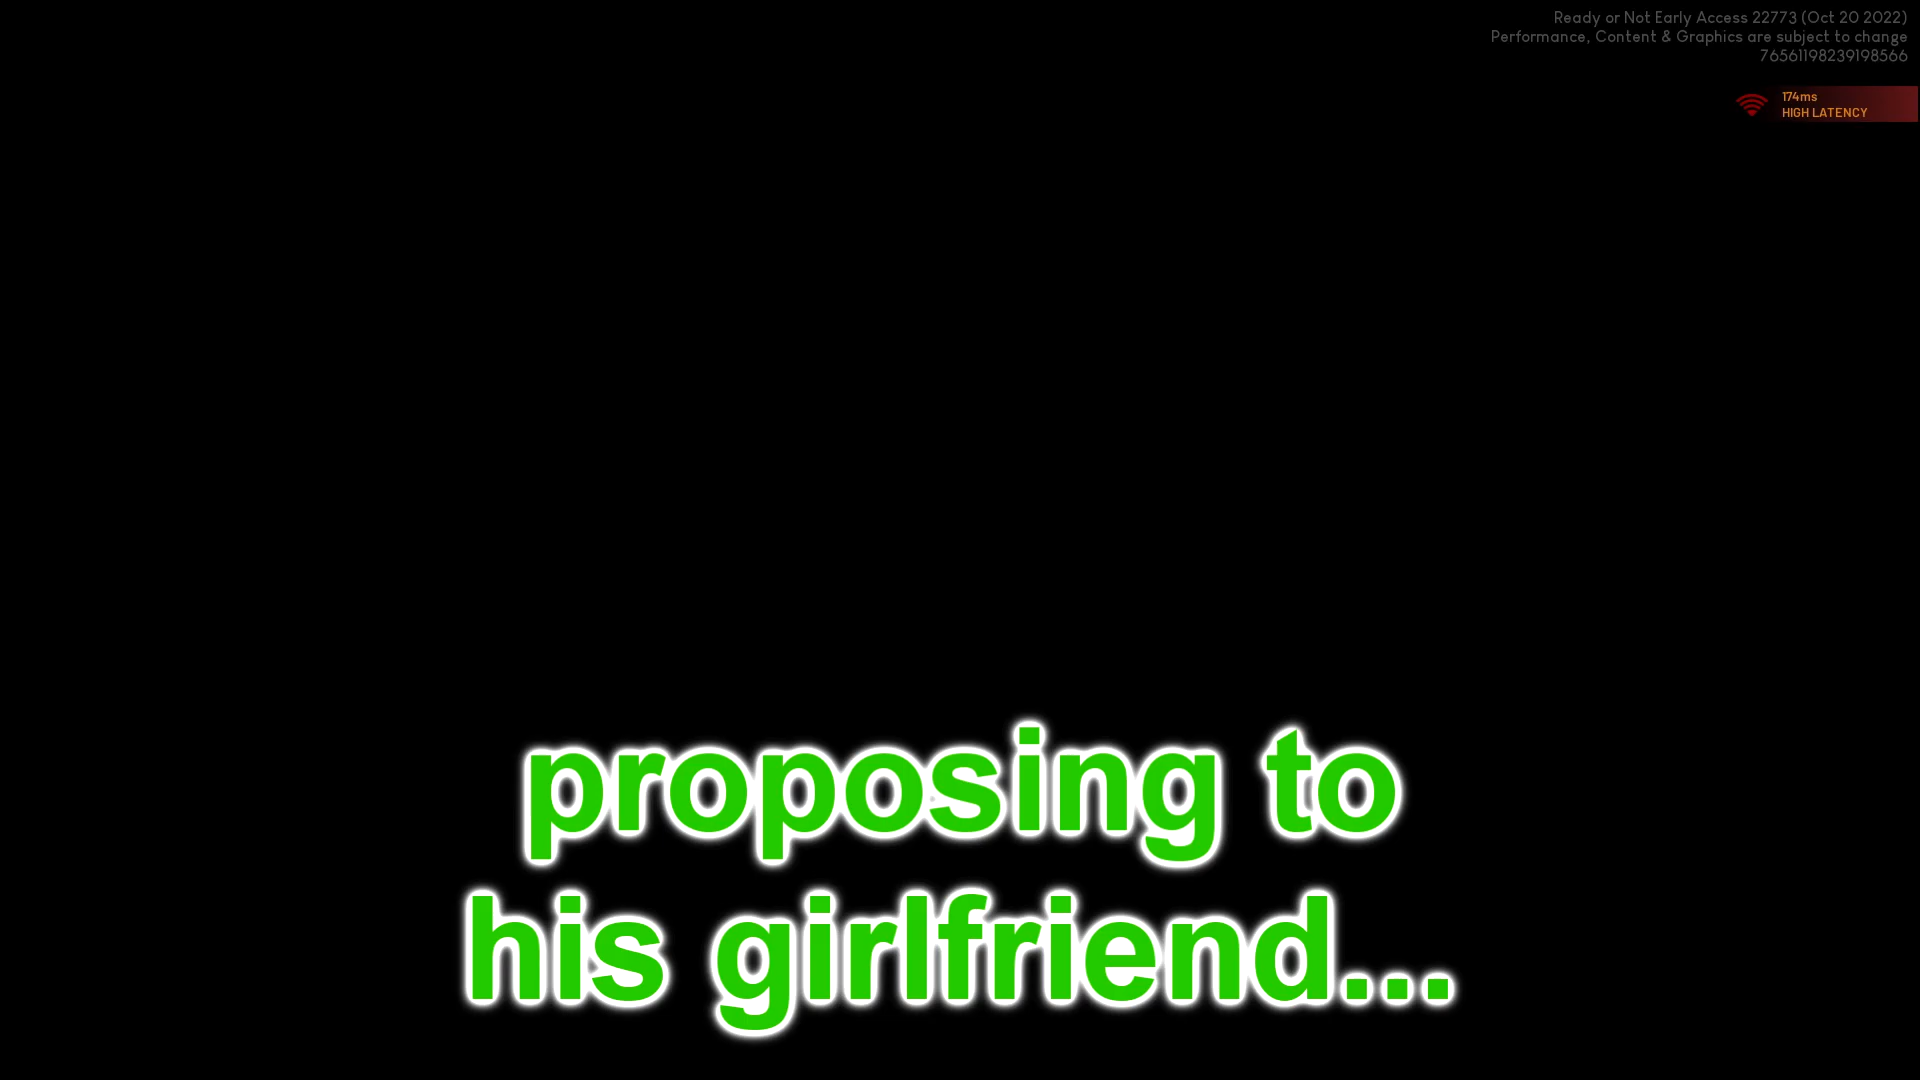 Ready or Not Early Access 22773 (Oct 20 2022)
Performance, Content & Graphics are subject to change
76561198239198566
174ms
HIGH LATENCY
proposing to
his girlfriend...